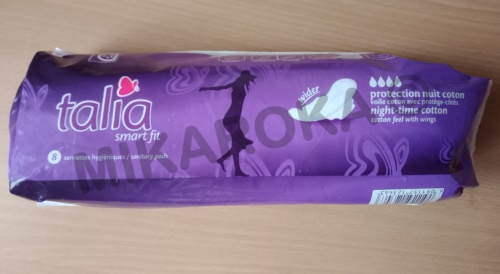 talia
smart fit
8 serviettes hygiéniques / sanitary pads
wider
protection nuit coton
voile coton avec protège-côtés
night-time cotton
cotton feel with wings
MIKAROKA